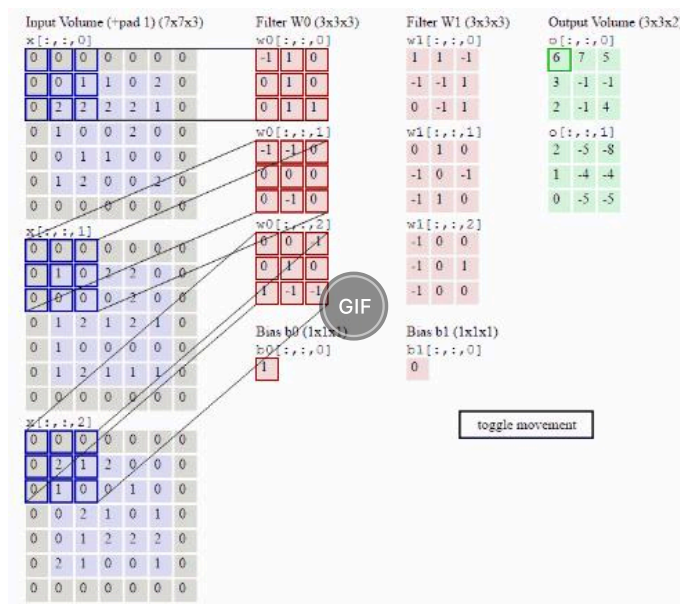 Input Volume (+pad 1) (7x7x3)
x[:,:,0]
0 0 0 0 0 0 0
0 0 1 1 0 2 0
0 2 2 2 2 1 0
0 1 0 0 2 0 0
0 0 1 1 0 0 0
0 1 2 0 0 2 0
0 0 0 0 0 0 0
x[:,:,1]
0 0 0 0 0 0 0
0 1 0 2 2 0 0
0 0 0 0 2 0 0
0 1 2 1 2 1 0
0 1 0 0 0 0 0
0 1 2 1 1 1 0
0 0 0 0 0 0 0
x[:,:,2]
0 0 0 0 0 0 0
0 2 1 2 0 0 0
0 1 0 0 1 0 0
0 0 2 1 0 1 0
0 0 1 2 2 2 0
0 2 1 0 0 1 0
0 0 0 0 0 0 0
Filter W0 (3x3x3)
w0[:,:,0]
-1 1 0
0 1 0
0 1 1
w0[:,:,1]
-1 -1 0
0 0 0
0 -1 0
w0[:,:,2]
0 0 1
0 1 0
1 -1 -1
Bias b0 (1x1x1)
b0[:,:,0]
1
GIF
Filter W1 (3x3x3)
w1[:,:,0]
1 1 -1
-1 -1 1
0 -1 1
w1[:,:,1]
0 1 0
-1 0 -1
-1 1 0
w1[:,:,2]
-1 0 0
-1 0 1
-1 0 0
Bias b1 (1x1x1)
b1[:,:,0]
0
Output Volume (3x3x2)
o[:,:,0]
6 7 5
3 -1 -1
2 -1 4
o[:,:,1]
2 -5 -8
1 -4 -4
0 -5 -5
toggle movement